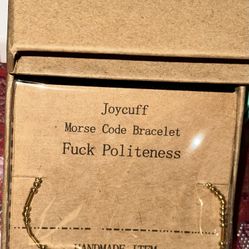 Joycuff
Morse Code Bracelet
Fuck Politeness
HANDMADE ITEM